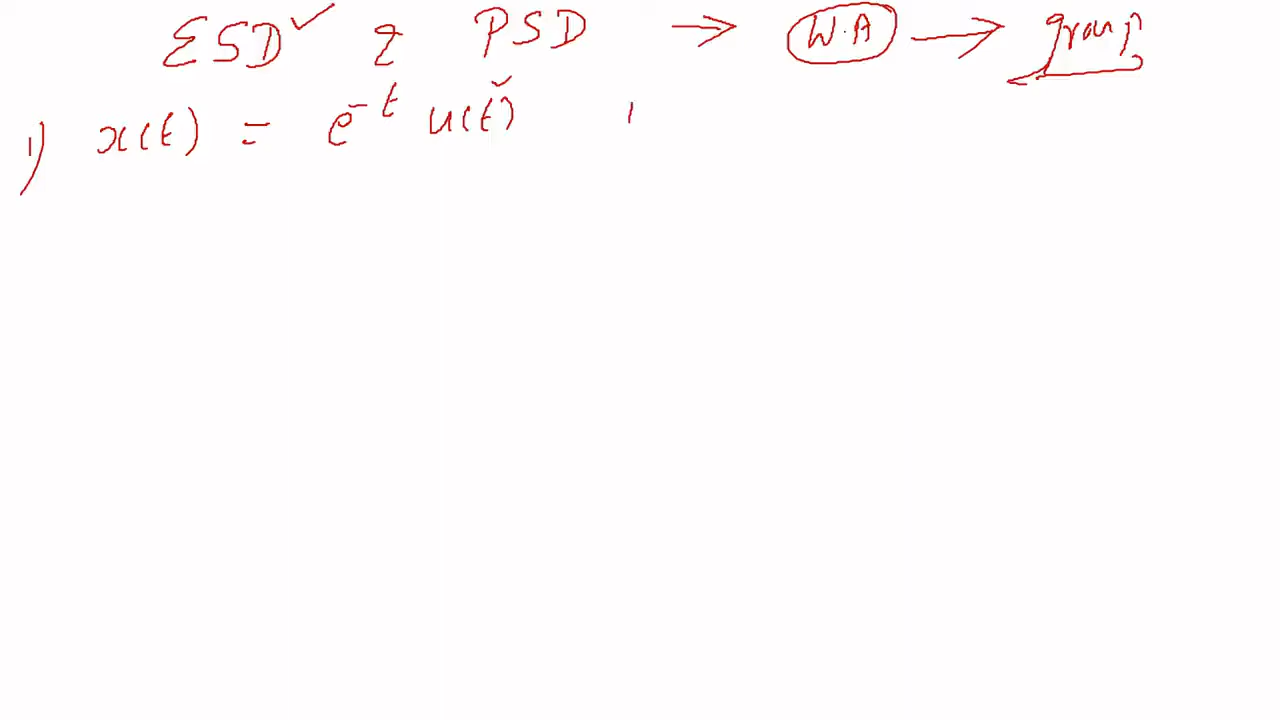 ESD ✓ & PSD → W.A → group
1) x(t) = e^{-t} u(t)